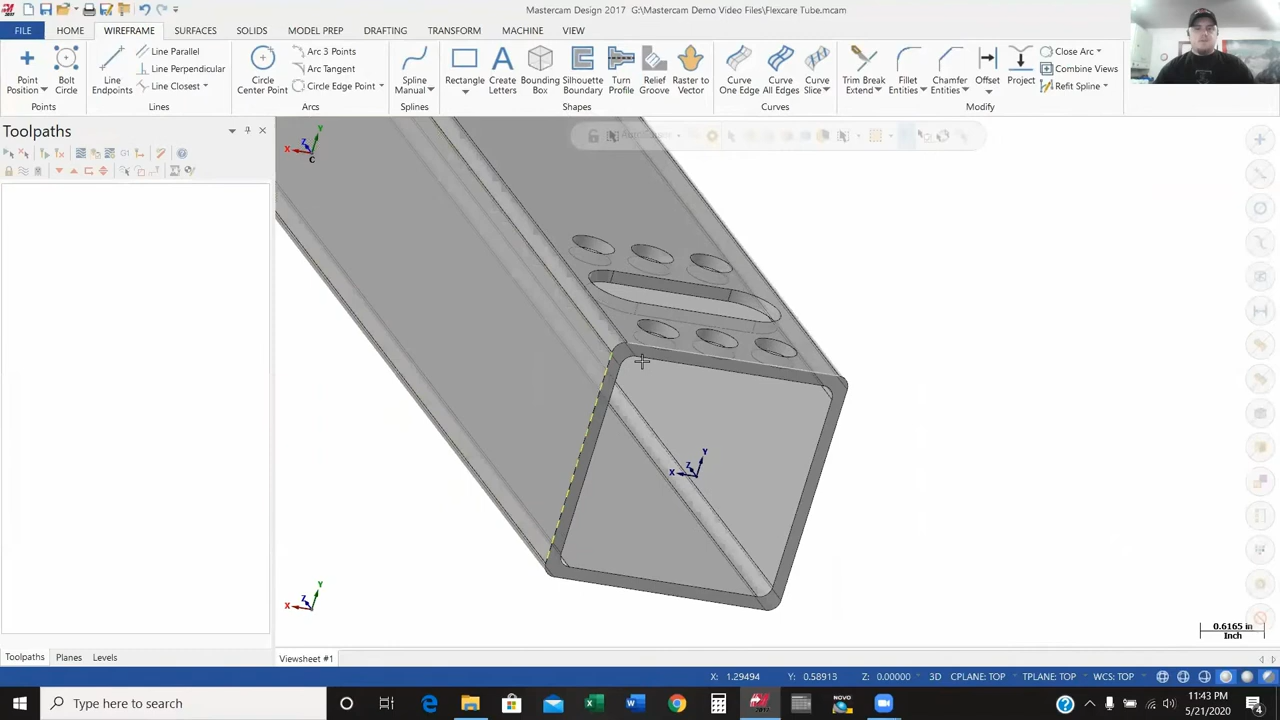 Mastercam Design 2017 G:\Mastercam Demo Video Files\Flexcare Tube.mcam
FILE HOME WIREFRAME SURFACES SOLIDS MODEL PREP DRAFTING TRANSFORM MACHINE VIEW
Point Position
Bolt Circle
Points
Line Endpoints
Line Parallel
Line Perpendicular
Line Closest
Lines
Circle Center Point
Arc 3 Points
Arc Tangent
Circle Edge Point
Arcs
Spline Manual
Splines
Rectangle
Create Letters
Bounding Box
Silhouette Boundary
Turn Profile
Relief Groove
Raster to Vector
Shapes
Curve One Edge
Curve All Edges
Curve Slice
Curves
Trim Break Extend
Fillet Entities
Chamfer Entities
Offset
Project
Close Arc
Combine Views
Refit Spline
Modify
Toolpaths
G1
Y
X
Z
C
Y
X
Z
Y
X
Z
0.6165 in
Inch
Toolpaths Planes Levels
Viewsheet #1
X: 1.29494 Y: 0.58913 Z: 0.00000 3D CPLANE: TOP TPLANE: TOP WCS: TOP
Type here to search
NOVO
2017
11:43 PM
5/21/2020
4